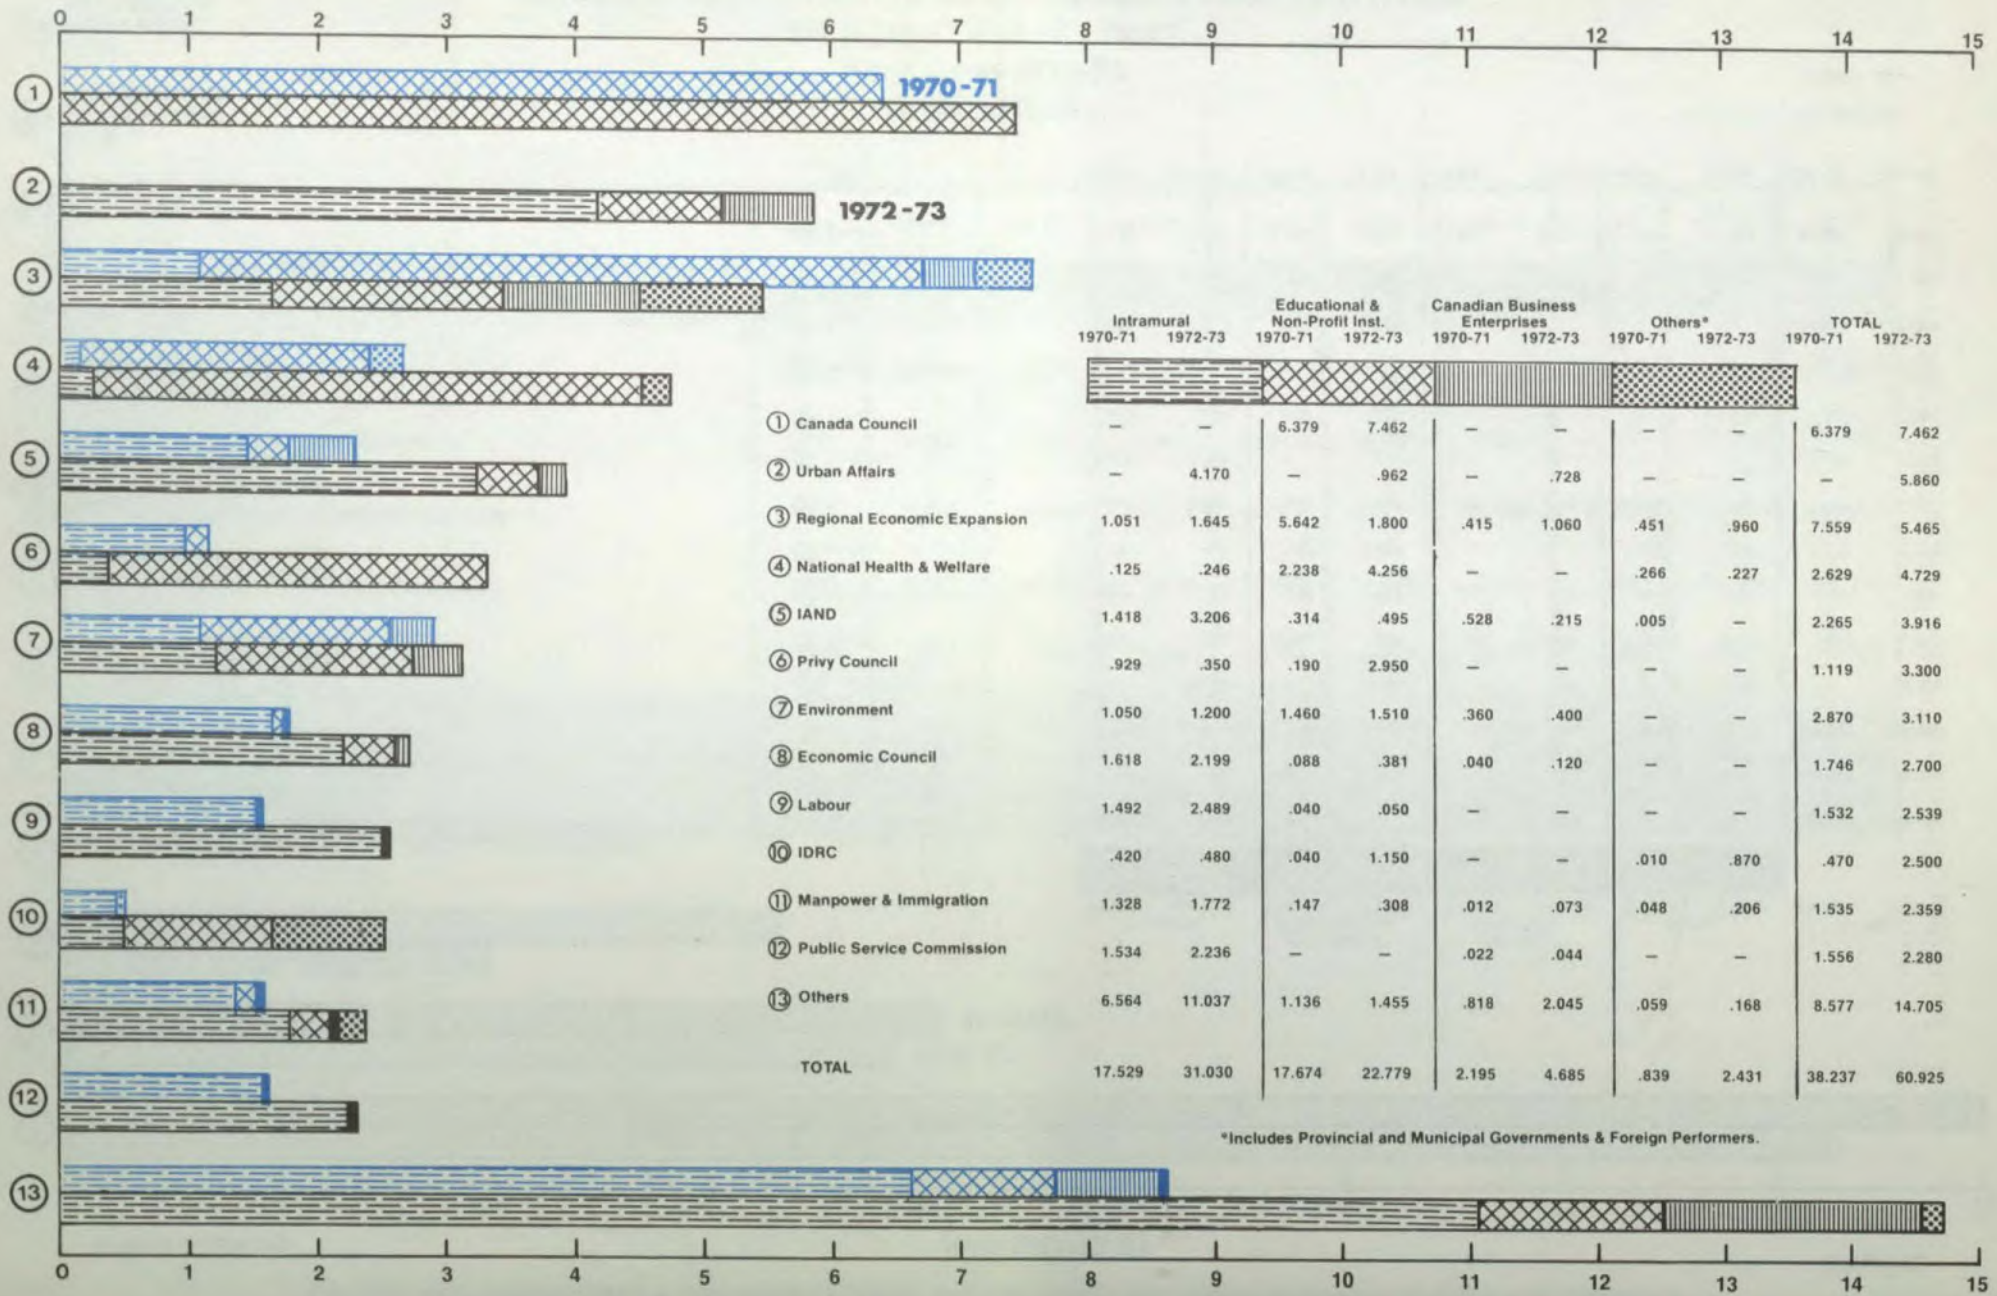 0 1 2 3 4 5 6 7 8 9 10 11 12 13 14 15
① 1970-71
② 1972-73
③
④
⑤
⑥
⑦
⑧
⑨
⑩
⑪
⑫
⑬
Intramural Educational & Non-Profit Inst. Canadian Business Enterprises Others* TOTAL
1970-71 1972-73 1970-71 1972-73 1970-71 1972-73 1970-71 1972-73 1970-71 1972-73
① Canada Council – – 6.379 7.462 – – – – 6.379 7.462
② Urban Affairs – 4.170 – .962 – .728 – – – 5.860
③ Regional Economic Expansion 1.051 1.645 5.642 1.800 .415 1.060 .451 .960 7.559 5.465
④ National Health & Welfare .125 .246 2.238 4.256 – – .266 .227 2.629 4.729
⑤ IAND 1.418 3.206 .314 .495 .528 .215 .005 – 2.265 3.916
⑥ Privy Council .929 .350 .190 2.950 – – – – 1.119 3.300
⑦ Environment 1.050 1.200 1.460 1.510 .360 .400 – – 2.870 3.110
⑧ Economic Council 1.618 2.199 .088 .381 .040 .120 – – 1.746 2.700
⑨ Labour 1.492 2.489 .040 .050 – – – – 1.532 2.539
⑩ IDRC .420 .480 .040 1.150 – – .010 .870 .470 2.500
⑪ Manpower & Immigration 1.328 1.772 .147 .308 .012 .073 .048 .206 1.535 2.359
⑫ Public Service Commission 1.534 2.236 – – .022 .044 – – 1.556 2.280
⑬ Others 6.564 11.037 1.136 1.455 .818 2.045 .059 .168 8.577 14.705
TOTAL 17.529 31.030 17.674 22.779 2.195 4.685 .839 2.431 38.237 60.925
*Includes Provincial and Municipal Governments & Foreign Performers.
0 1 2 3 4 5 6 7 8 9 10 11 12 13 14 15